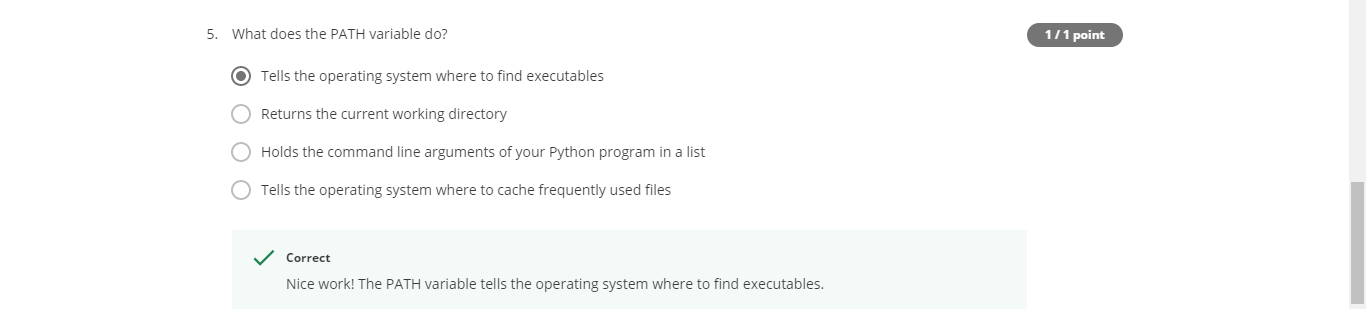 5. What does the PATH variable do?
1 / 1 point
Tells the operating system where to find executables
Returns the current working directory
Holds the command line arguments of your Python program in a list
Tells the operating system where to cache frequently used files
Correct
Nice work! The PATH variable tells the operating system where to find executables.